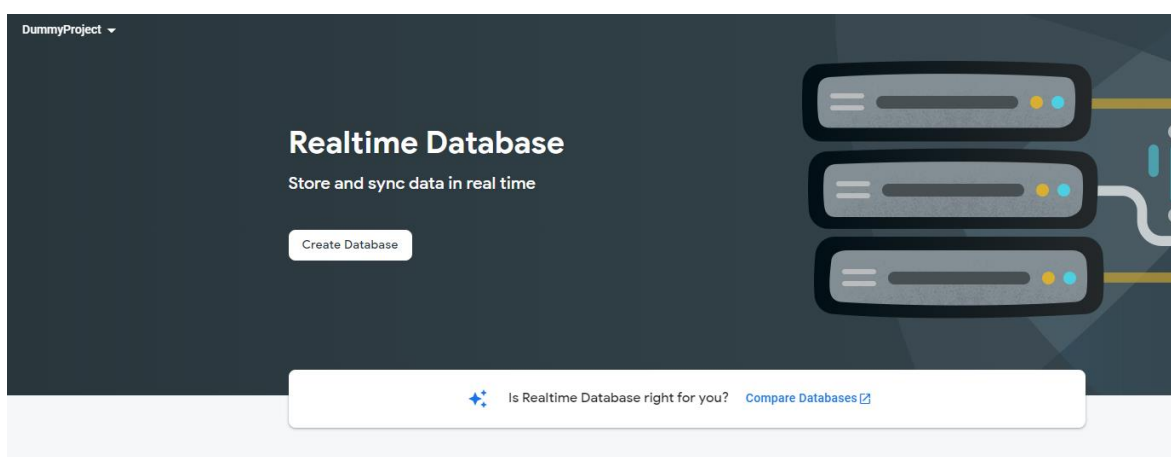 DummyProject
Realtime Database
Store and sync data in real time
Create Database
Is Realtime Database right for you? Compare Databases